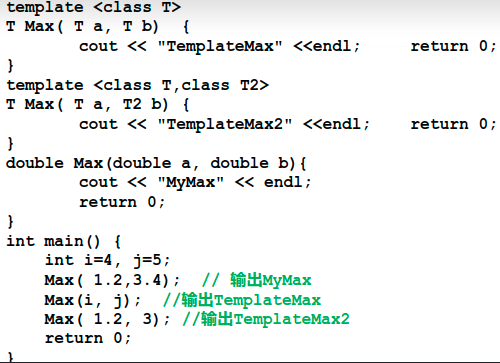 template <class T>
T Max( T a, T b) {
cout << "TemplateMax" <<endl; return 0;
}
template <class T,class T2>
T Max( T a, T2 b) {
cout << "TemplateMax2" <<endl; return 0;
}
double Max(double a, double b){
cout << "MyMax" << endl;
return 0;
}
int main() {
int i=4, j=5;
Max( 1.2,3.4); // 输出MyMax
Max(i, j); //输出TemplateMax
Max( 1.2, 3); //输出TemplateMax2
return 0;
}